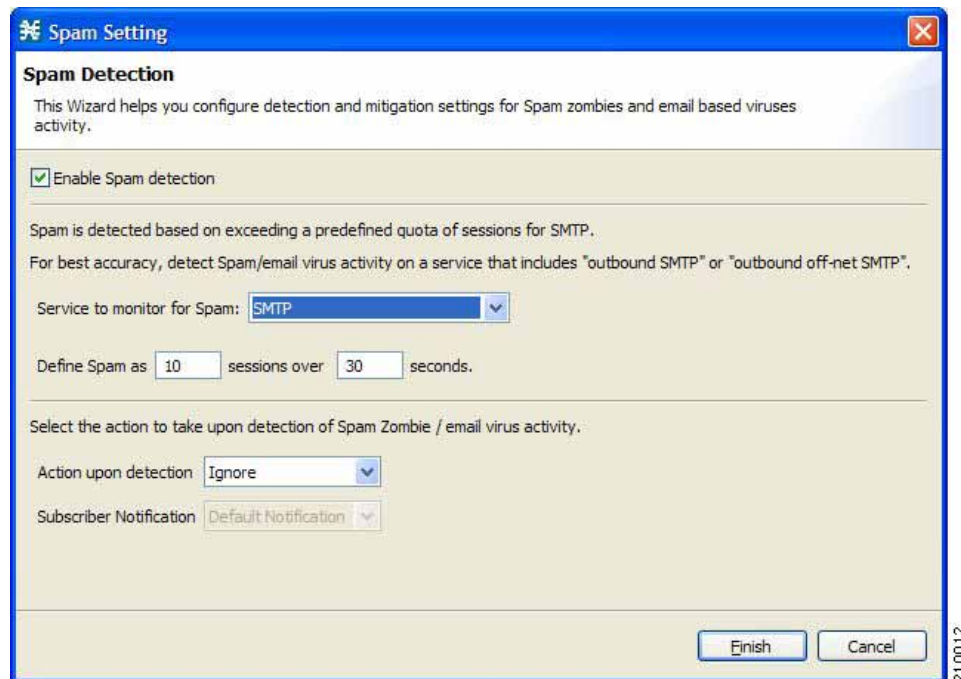 Spam Setting
Spam Detection
This Wizard helps you configure detection and mitigation settings for Spam zombies and email based viruses
activity.
Enable Spam detection
Spam is detected based on exceeding a predefined quota of sessions for SMTP.
For best accuracy, detect Spam/email virus activity on a service that includes "outbound SMTP" or "outbound off-net SMTP".
Service to monitor for Spam: SMTP
Define Spam as 10 sessions over 30 seconds.
Select the action to take upon detection of Spam Zombie / email virus activity.
Action upon detection Ignore
Subscriber Notification Default Notification
Finish Cancel
210012